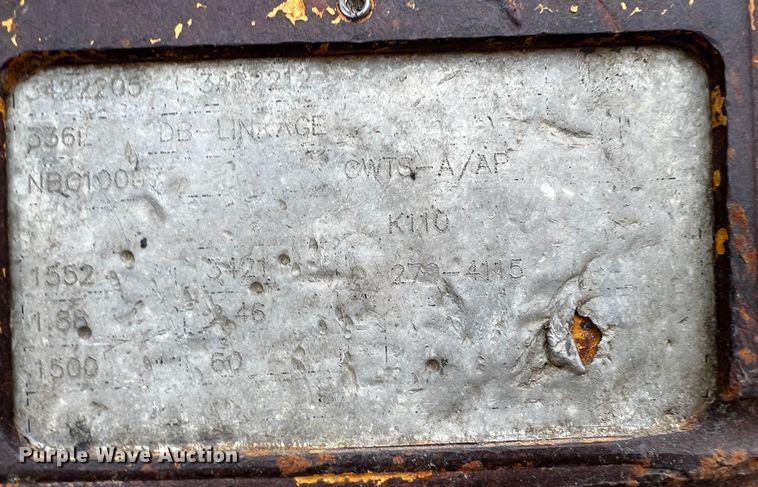 3422205 3422212
336E DB-LINKAGE
CWTS-A/AP
K110
1552 3421 279-4115
1.88 2.46
1500 60
Purple Wave Auction